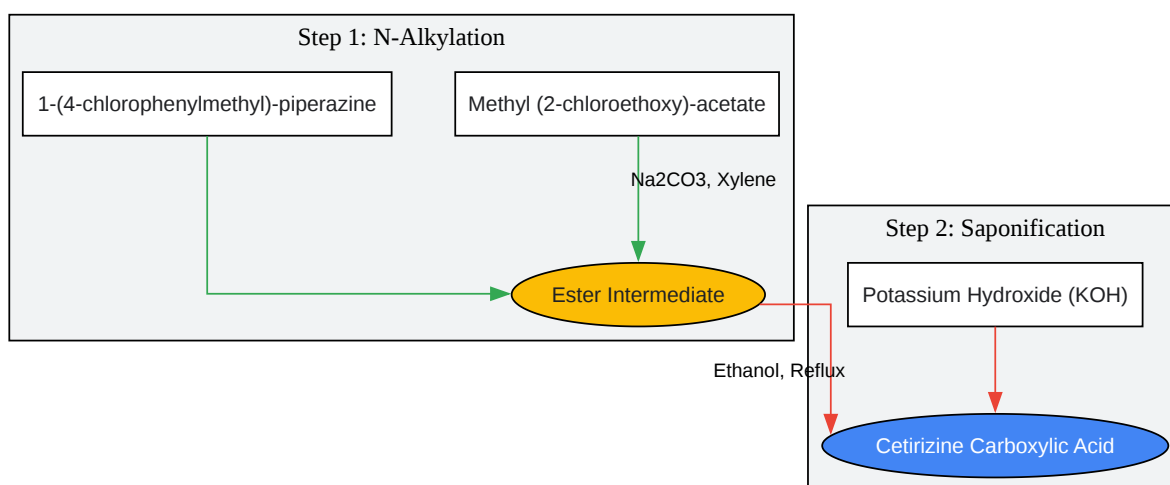 Step 1: N-Alkylation
1-(4-chlorophenylmethyl)-piperazine
Methyl (2-chloroethoxy)-acetate
Na2CO3, Xylene
Ester Intermediate
Step 2: Saponification
Potassium Hydroxide (KOH)
Ethanol, Reflux
Cetirizine Carboxylic Acid